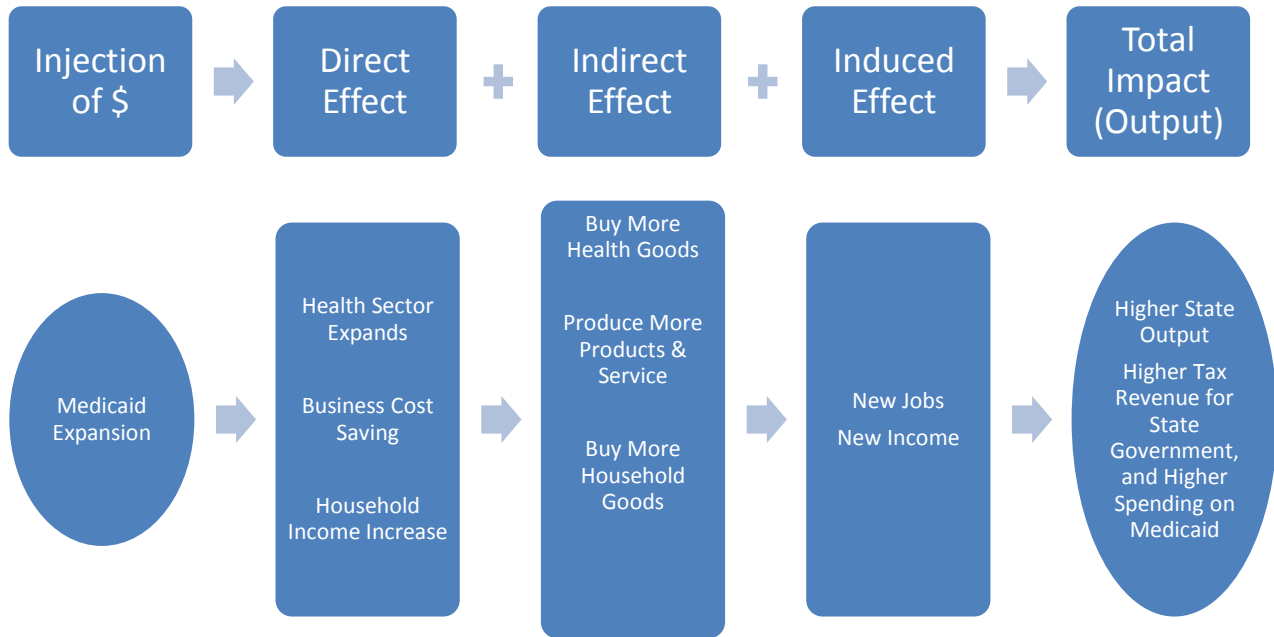 Injection
of $
Direct
Effect
Indirect
Effect
Induced
Effect
Total
Impact
(Output)
Medicaid
Expansion
Health Sector
Expands
Business Cost
Saving
Household
Income Increase
Buy More
Health Goods
Produce More
Products &
Service
Buy More
Household
Goods
New Jobs
New Income
Higher State
Output
Higher Tax
Revenue for
State
Government,
and Higher
Spending on
Medicaid